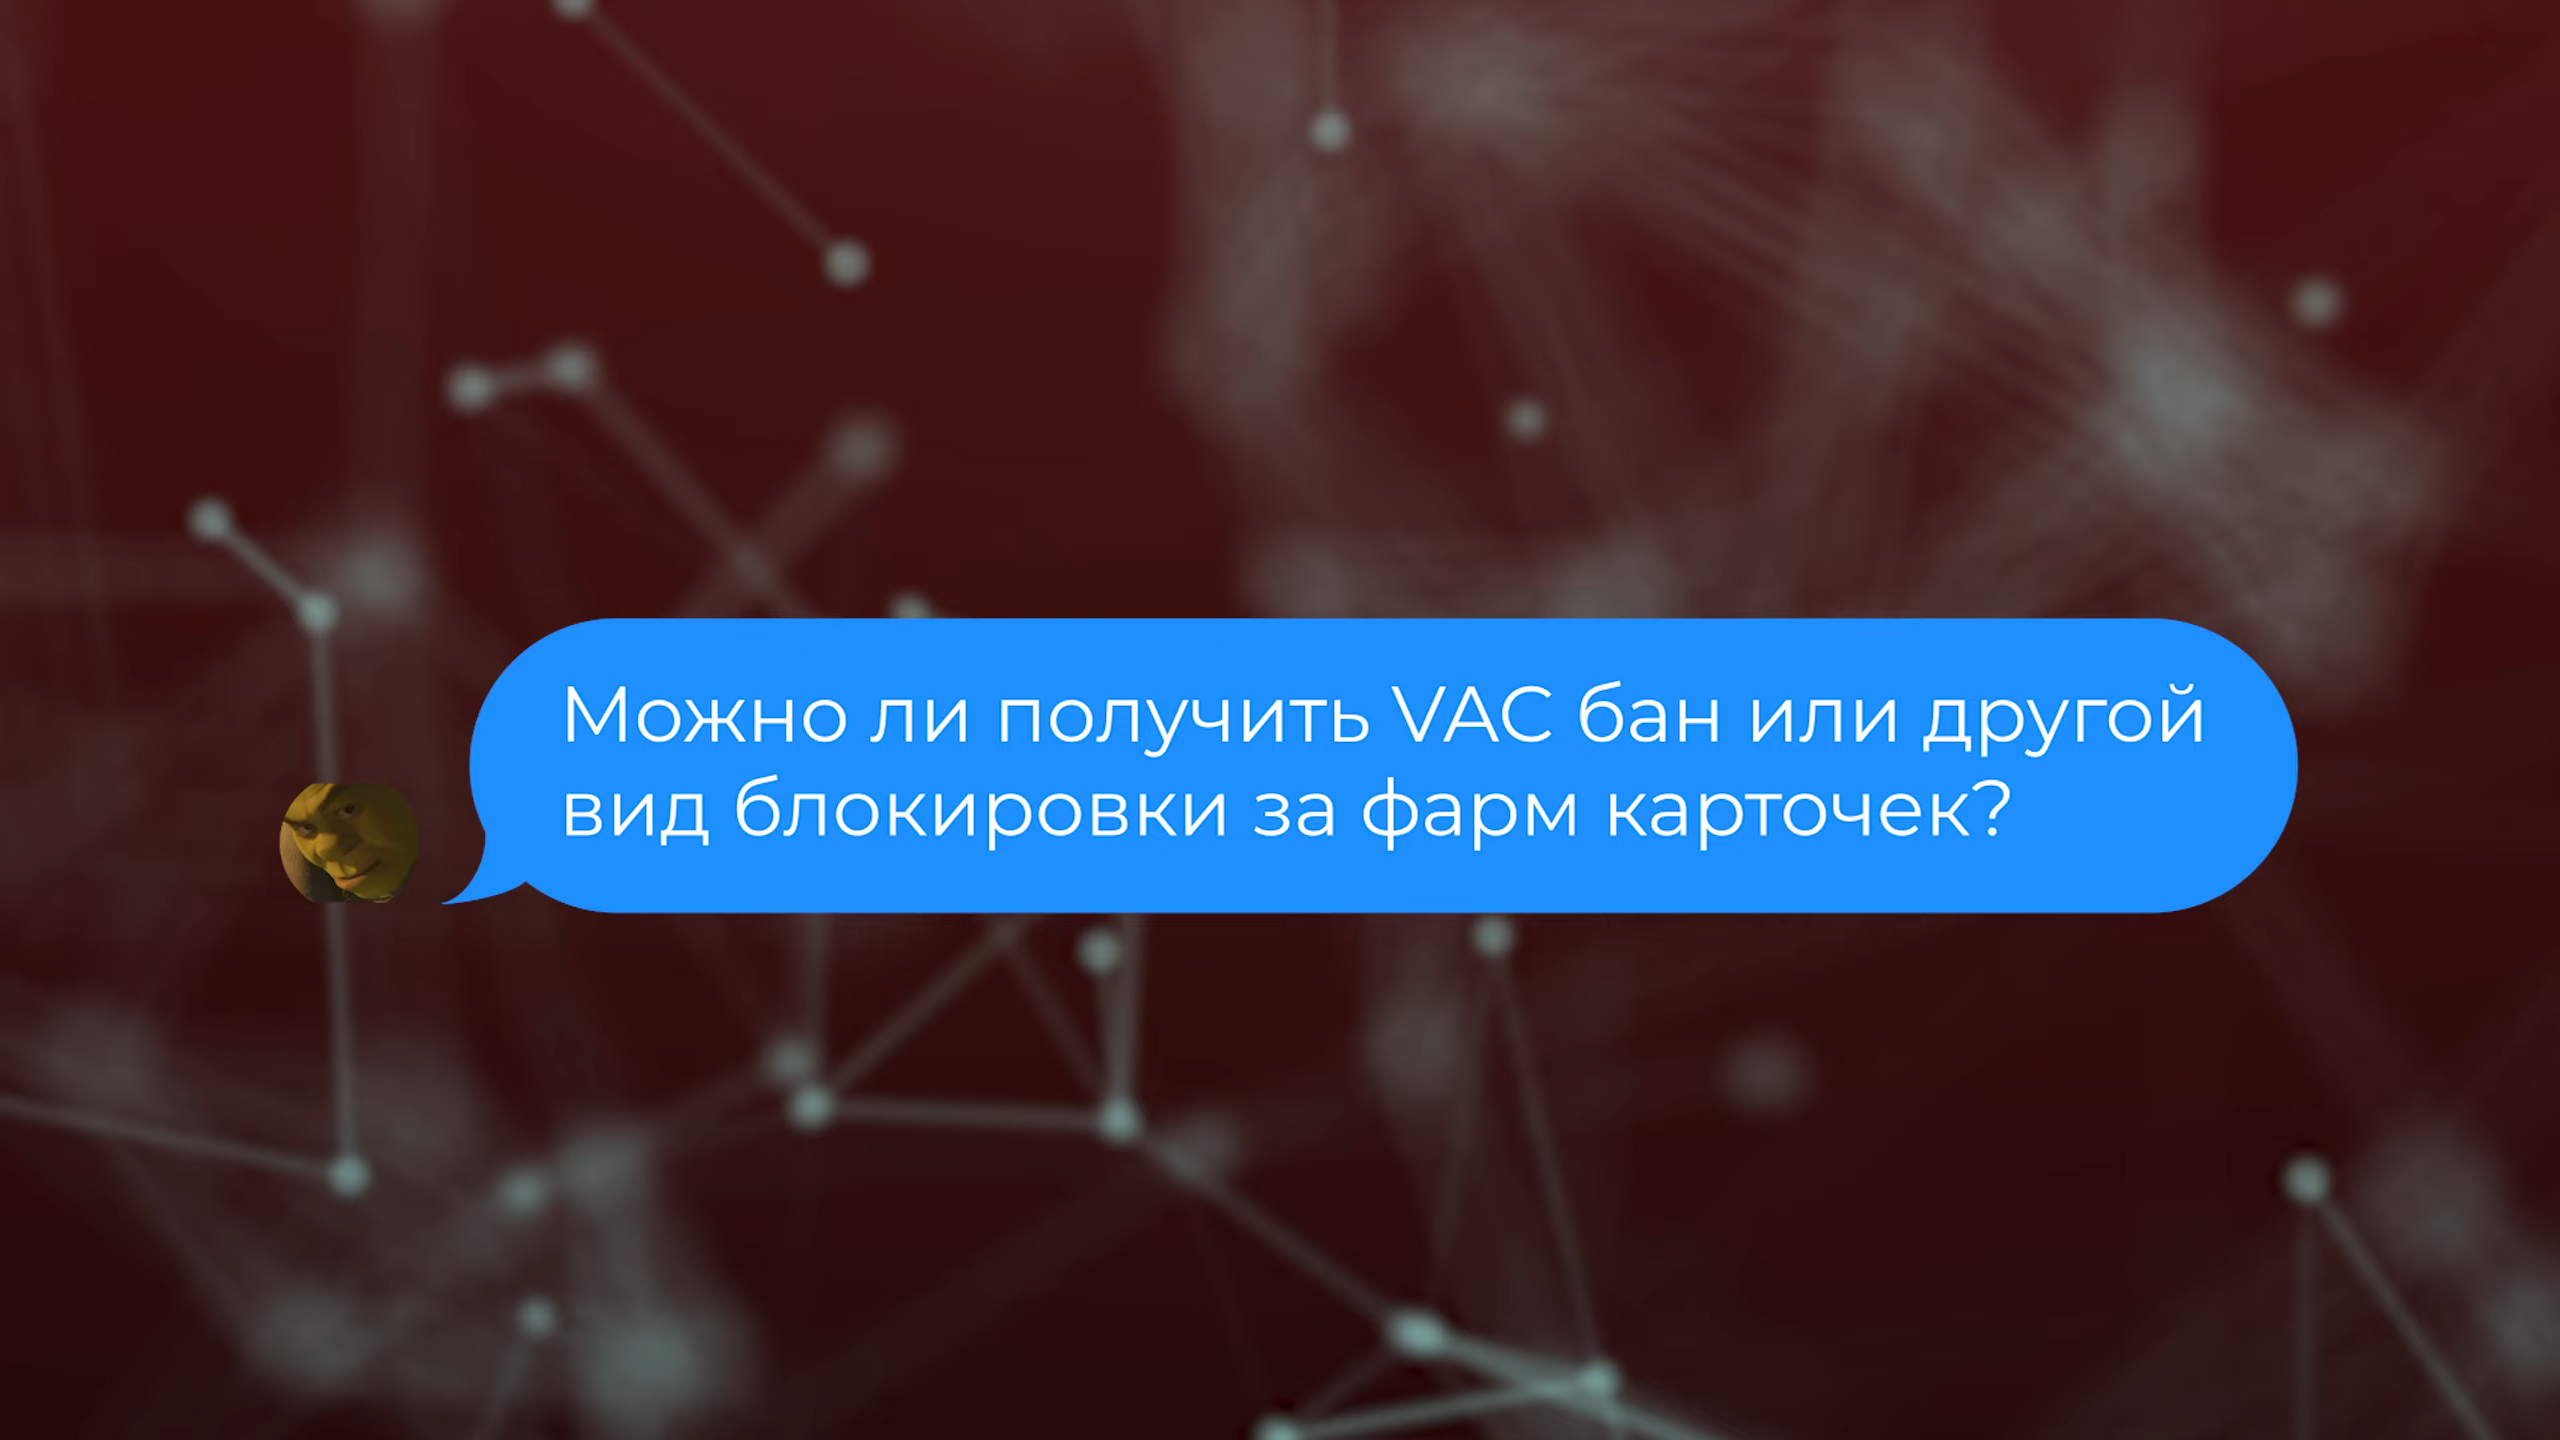 Можно ли получить VAC бан или другой
вид блокировки за фарм карточек?